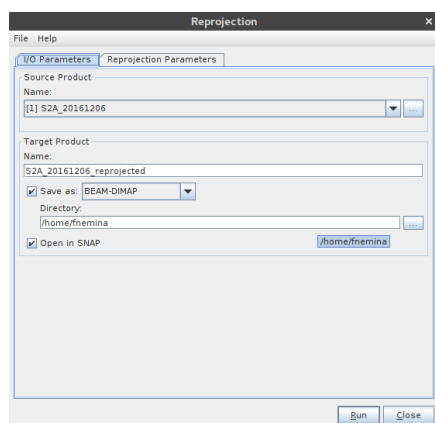 Reprojection ×
File Help
I/O Parameters Reprojection Parameters
Source Product
Name:
[1] S2A_20161206 ...
Target Product
Name:
S2A_20161206_reprojected
Save as: BEAM-DIMAP
Directory:
/home/fnemina ...
Open in SNAP /home/fnemina
Run Close